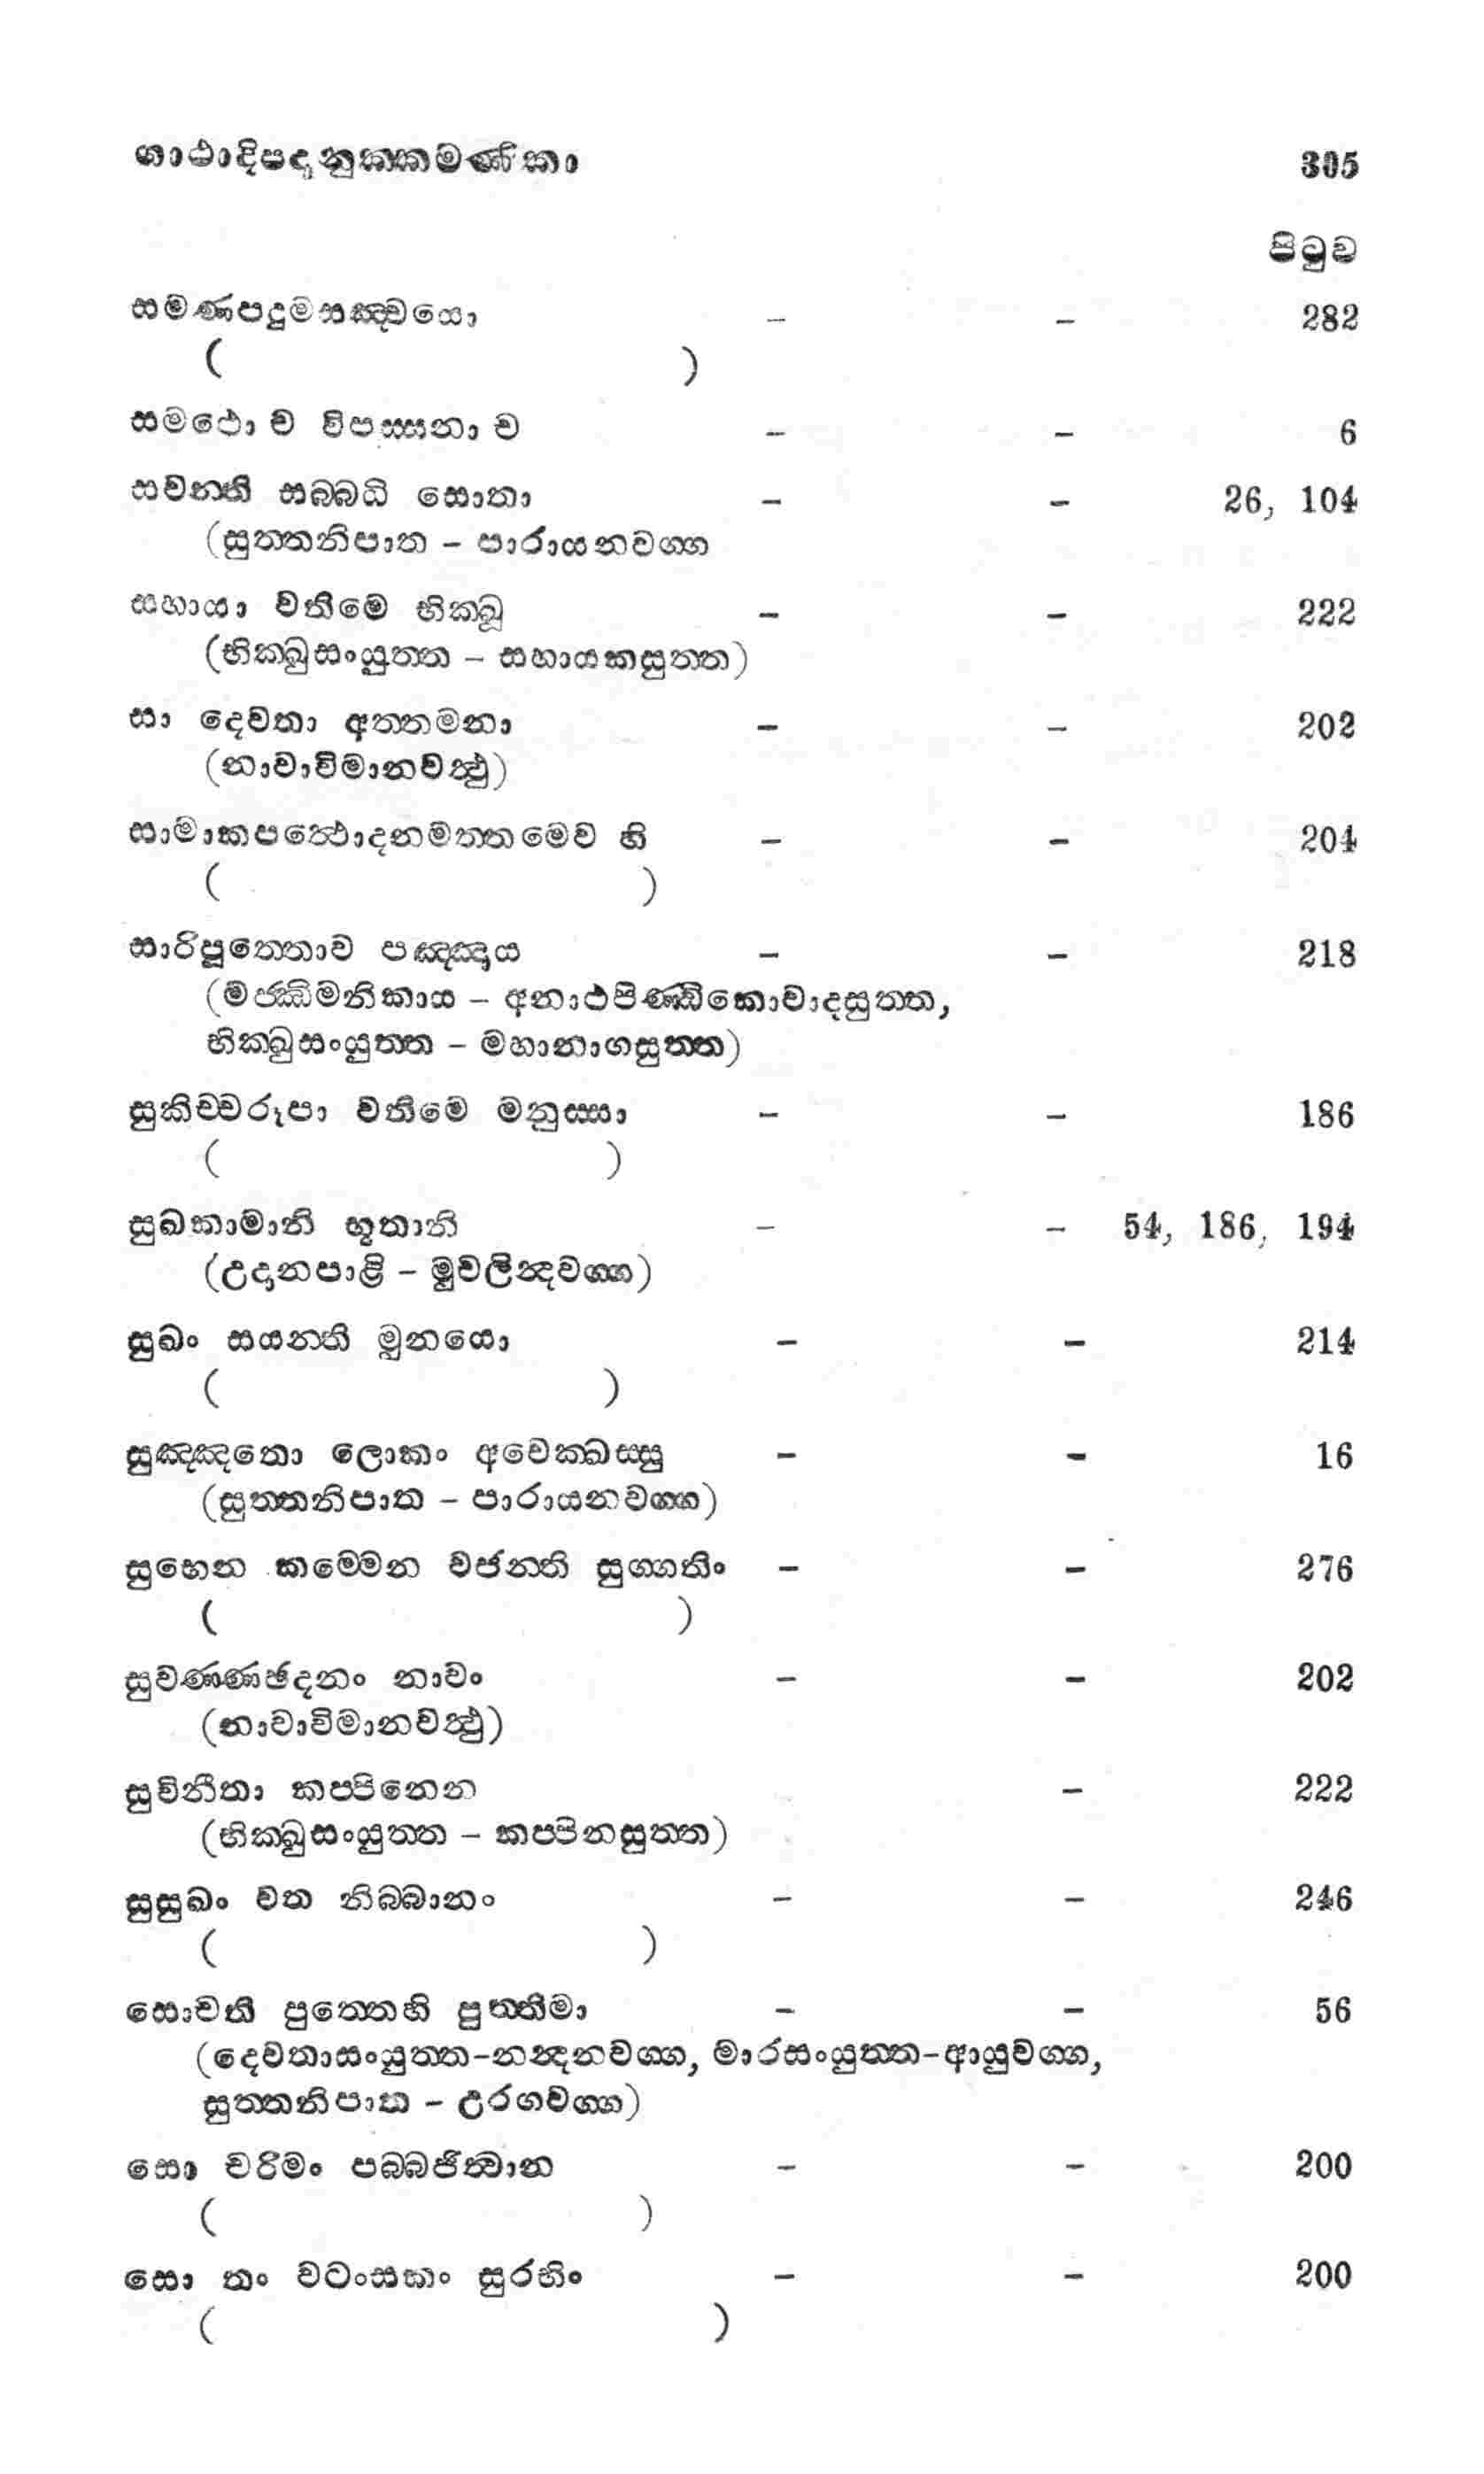 ගාථාදිපදානුක්කමණිකා 305
පිටුව
සමණපදුමසඤ්චයො - - 282
( )
සමථො ච විපස්සනා ච - - 6
සවන්ති සබ්බධි සොතා - - 26, 104
(සුත්තනිපාත - පාරායනවග්ග
සහායා වතිමෙ භික්ඛූ - - 222
(භික්ඛුසංයුත්ත - සහායකසුත්ත)
සා දෙවතා අත්තමනා - - 202
(නාවාවිමානවත්ථු)
සාමාකපත්ථොදනමත්තමෙව හි - - 204
( )
සාරිපුත්තොව පඤ්ඤාය - - 218
(මජ්ඣිමනිකාය - අනාථපිණ්ඩිකොවාදසුත්ත,
භික්ඛුසංයුත්ත - මහානාගසුත්ත)
සුකිච්චරූපා වතිමෙ මනුස්සා - - 186
( )
සුඛකාමානි භූතානි - - 54, 186, 194
(උදානපාළි - මුචලින්දවග්ග)
සුඛං සයන්ති මුනයො - - 214
( )
සුඤ්ඤතො ලොකං අවෙක්ඛස්සු - - 16
(සුත්තනිපාත - පාරායනවග්ග)
සුභෙන කම්මෙන වජන්ති සුග්ගතිං - - 276
( )
සුවණ්ණච්ඡදනං නාවං - - 202
(නාවාවිමානවත්ථු)
සුවිනීතා කප්පිනෙන - 222
(භික්ඛුසංයුත්ත - කප්පිනසුත්ත)
සුසුඛං වත නිබ්බානං - - 246
( )
සොචති පුත්තෙහි පුත්තිමා - - 56
(දෙවතාසංයුත්ත-නන්දනවග්ග, මාරසංයුත්ත-ආයුවග්ග,
සුත්තනිපාත - උරගවග්ග)
සො චරිමං පබ්බජිත්වාන - - 200
( )
සො තං වටංසකං සුරභිං - - 200
( )